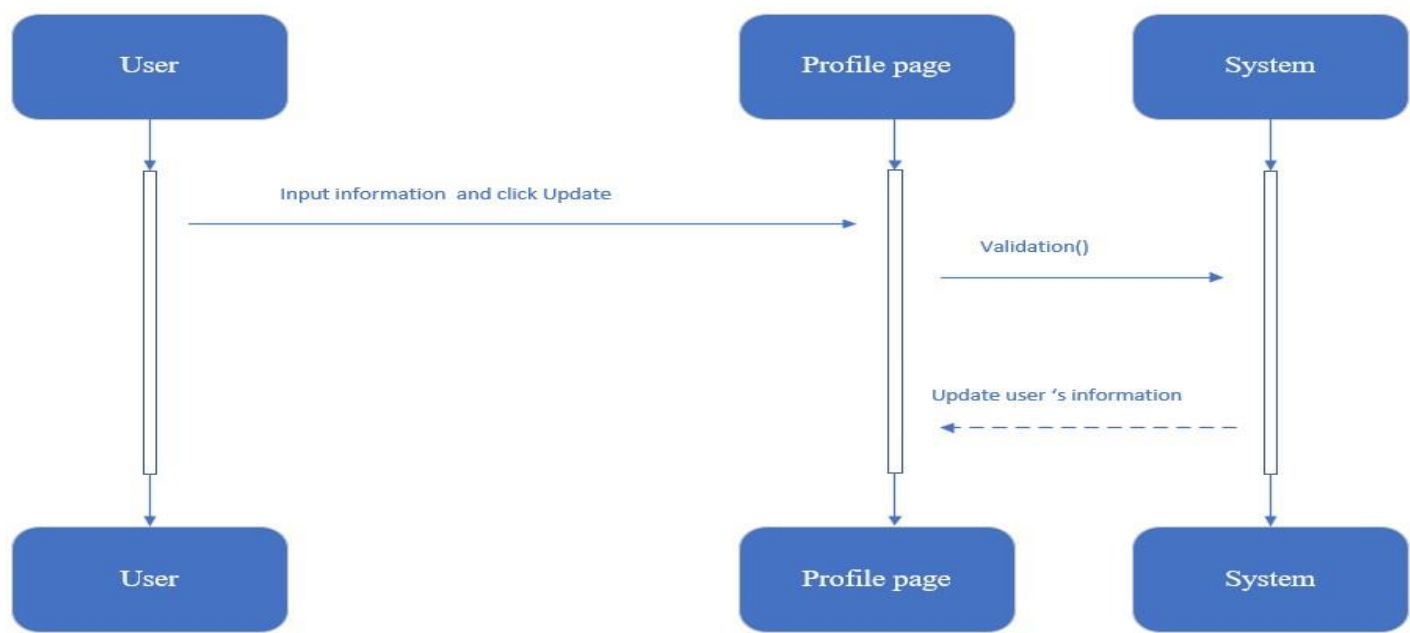 User
Profile page
System
Input information  and click Update
Validation()
Update user ‘s information
User
Profile page
System